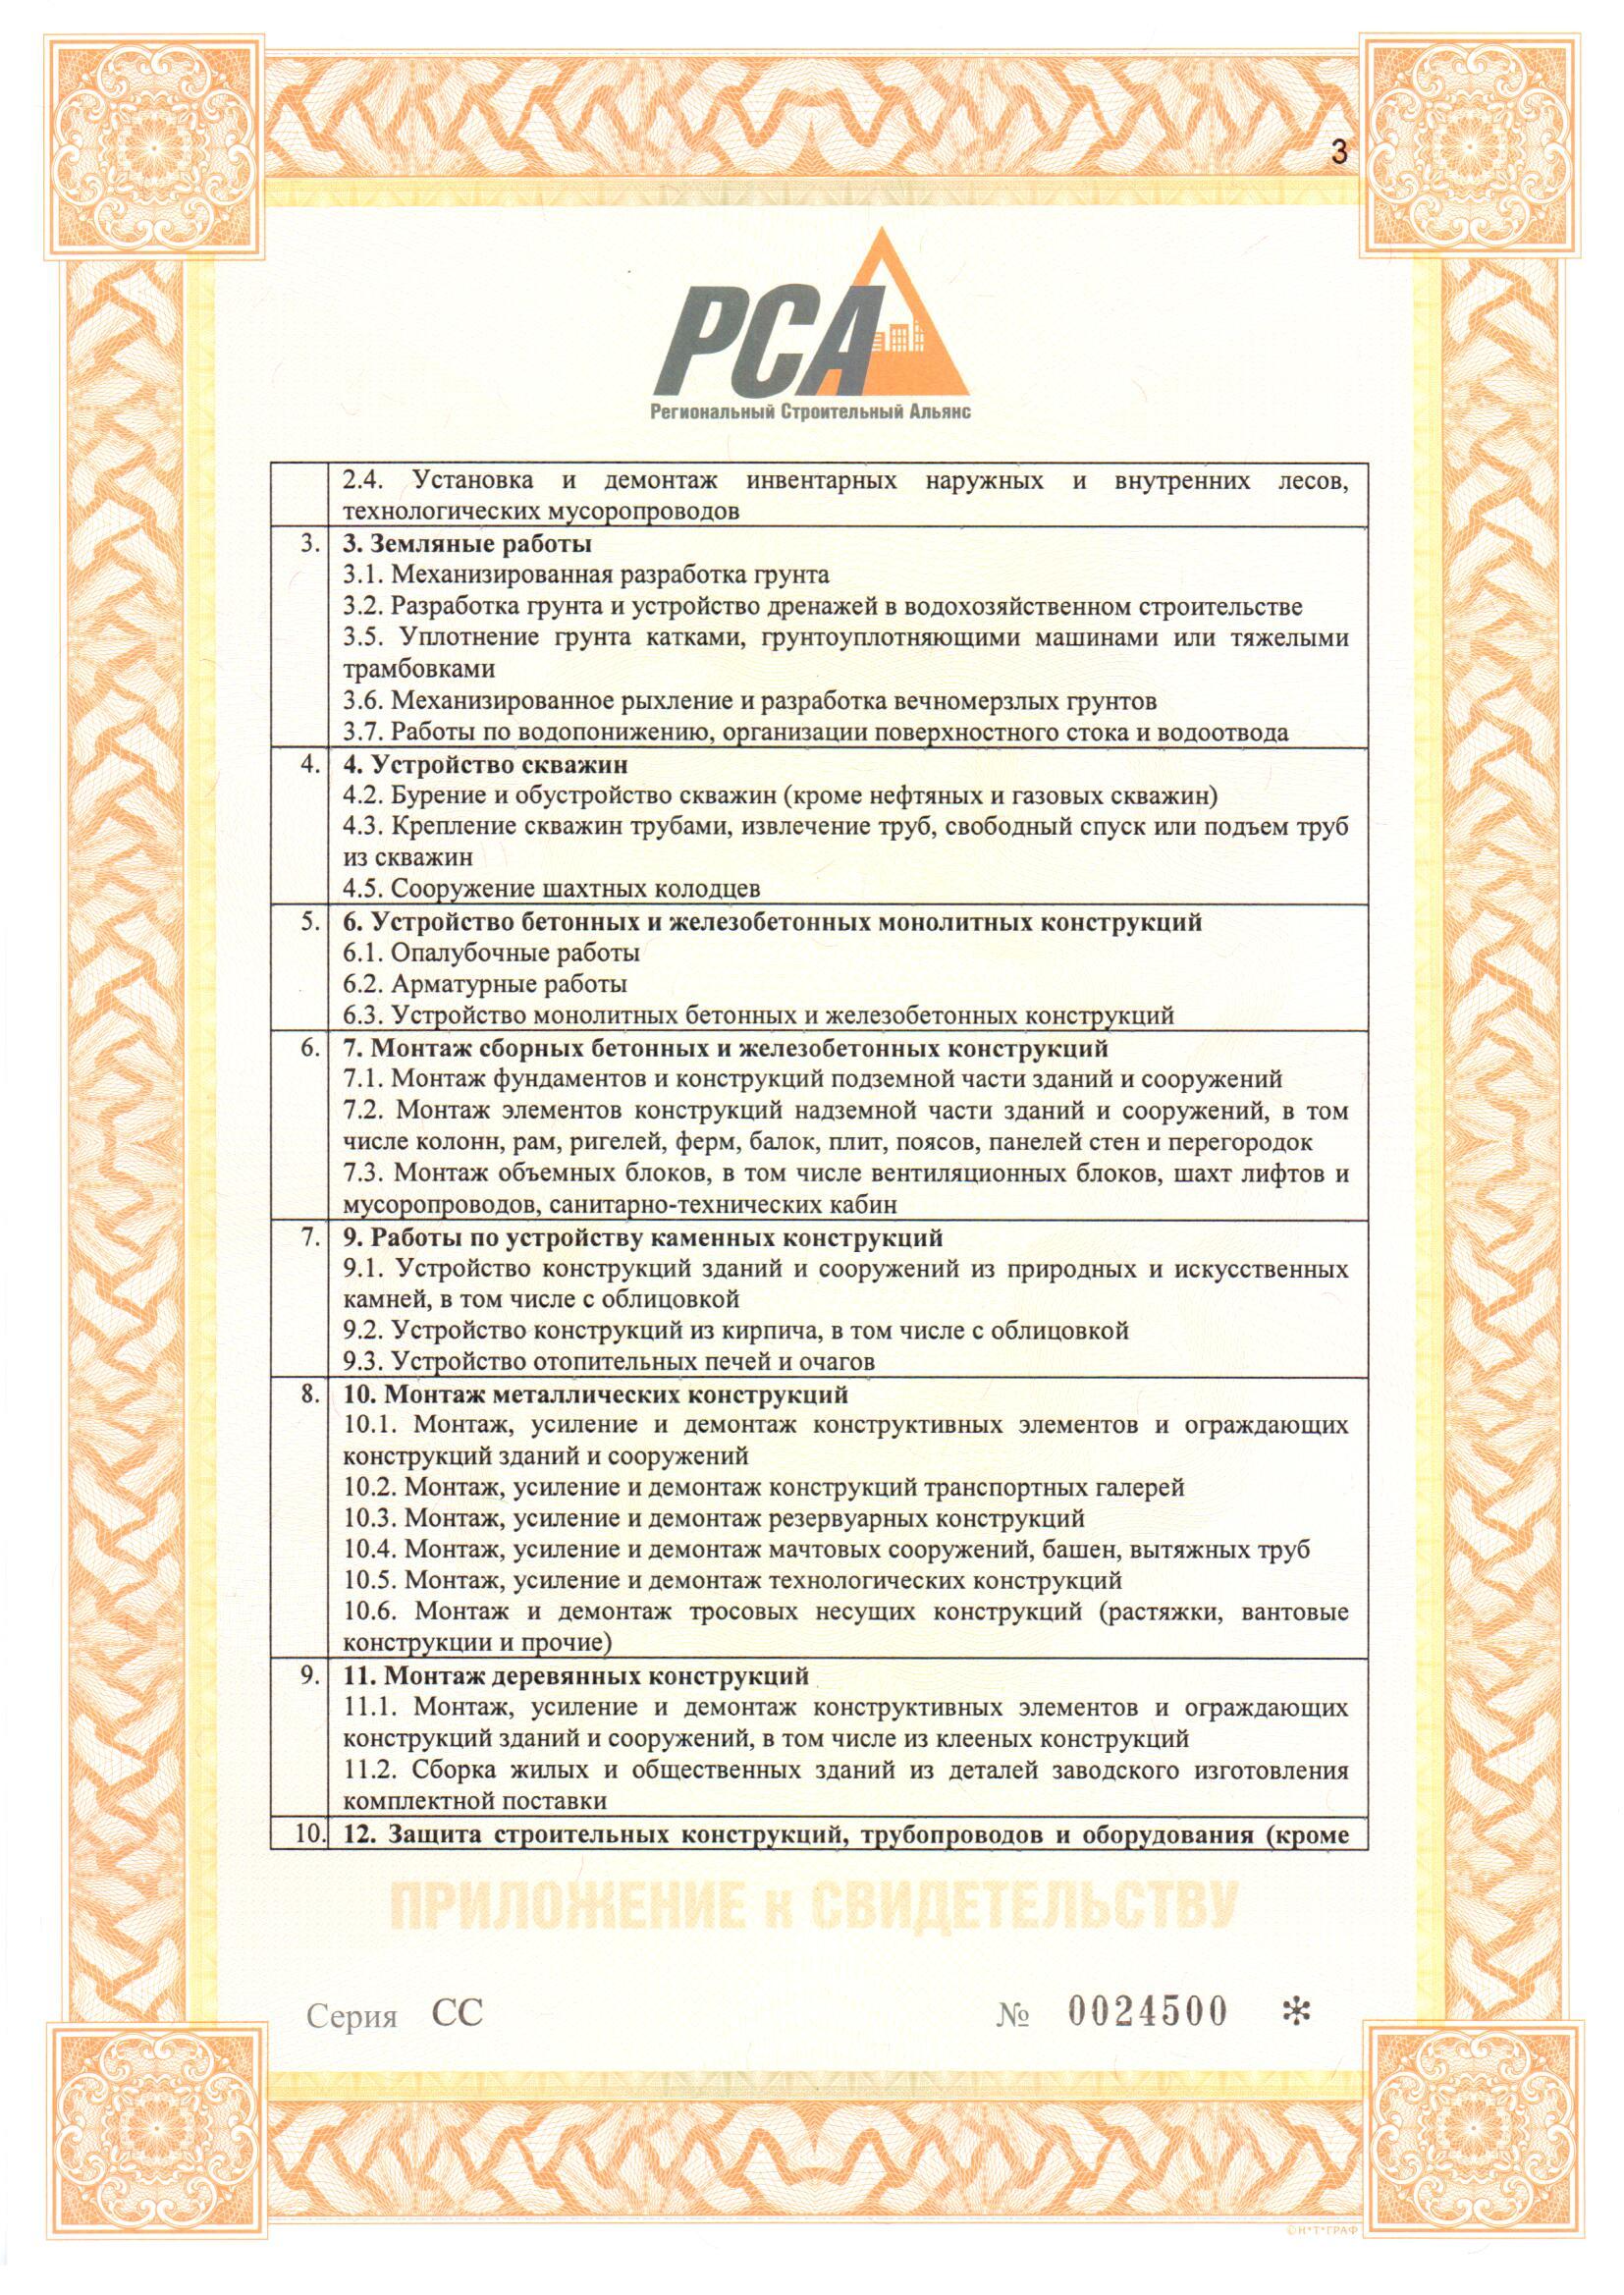 3
РСА
Региональный Строительный Альянс
2.4. Установка и демонтаж инвентарных наружных и внутренних лесов,
технологических мусоропроводов
3. 3. Земляные работы
3.1. Механизированная разработка грунта
3.2. Разработка грунта и устройство дренажей в водохозяйственном строительстве
3.5. Уплотнение грунта катками, грунтоуплотняющими машинами или тяжелыми
трамбовками
3.6. Механизированное рыхление и разработка вечномерзлых грунтов
3.7. Работы по водопонижению, организации поверхностного стока и водоотвода
4. 4. Устройство скважин
4.2. Бурение и обустройство скважин (кроме нефтяных и газовых скважин)
4.3. Крепление скважин трубами, извлечение труб, свободный спуск или подъем труб
из скважин
4.5. Сооружение шахтных колодцев
5. 6. Устройство бетонных и железобетонных монолитных конструкций
6.1. Опалубочные работы
6.2. Арматурные работы
6.3. Устройство монолитных бетонных и железобетонных конструкций
6. 7. Монтаж сборных бетонных и железобетонных конструкций
7.1. Монтаж фундаментов и конструкций подземной части зданий и сооружений
7.2. Монтаж элементов конструкций надземной части зданий и сооружений, в том
числе колонн, рам, ригелей, ферм, балок, плит, поясов, панелей стен и перегородок
7.3. Монтаж объемных блоков, в том числе вентиляционных блоков, шахт лифтов и
мусоропроводов, санитарно-технических кабин
7. 9. Работы по устройству каменных конструкций
9.1. Устройство конструкций зданий и сооружений из природных и искусственных
камней, в том числе с облицовкой
9.2. Устройство конструкций из кирпича, в том числе с облицовкой
9.3. Устройство отопительных печей и очагов
8. 10. Монтаж металлических конструкций
10.1. Монтаж, усиление и демонтаж конструктивных элементов и ограждающих
конструкций зданий и сооружений
10.2. Монтаж, усиление и демонтаж конструкций транспортных галерей
10.3. Монтаж, усиление и демонтаж резервуарных конструкций
10.4. Монтаж, усиление и демонтаж мачтовых сооружений, башен, вытяжных труб
10.5. Монтаж, усиление и демонтаж технологических конструкций
10.6. Монтаж и демонтаж тросовых несущих конструкций (растяжки, вантовые
конструкции и прочие)
9. 11. Монтаж деревянных конструкций
11.1. Монтаж, усиление и демонтаж конструктивных элементов и ограждающих
конструкций зданий и сооружений, в том числе из клееных конструкций
11.2. Сборка жилых и общественных зданий из деталей заводского изготовления
комплектной поставки
10. 12. Защита строительных конструкций, трубопроводов и оборудования (кроме
ПРИЛОЖЕНИЕ к СВИДЕТЕЛЬСТВУ
Серия СС № 0024500 *
©Н*Т*ГРАФ